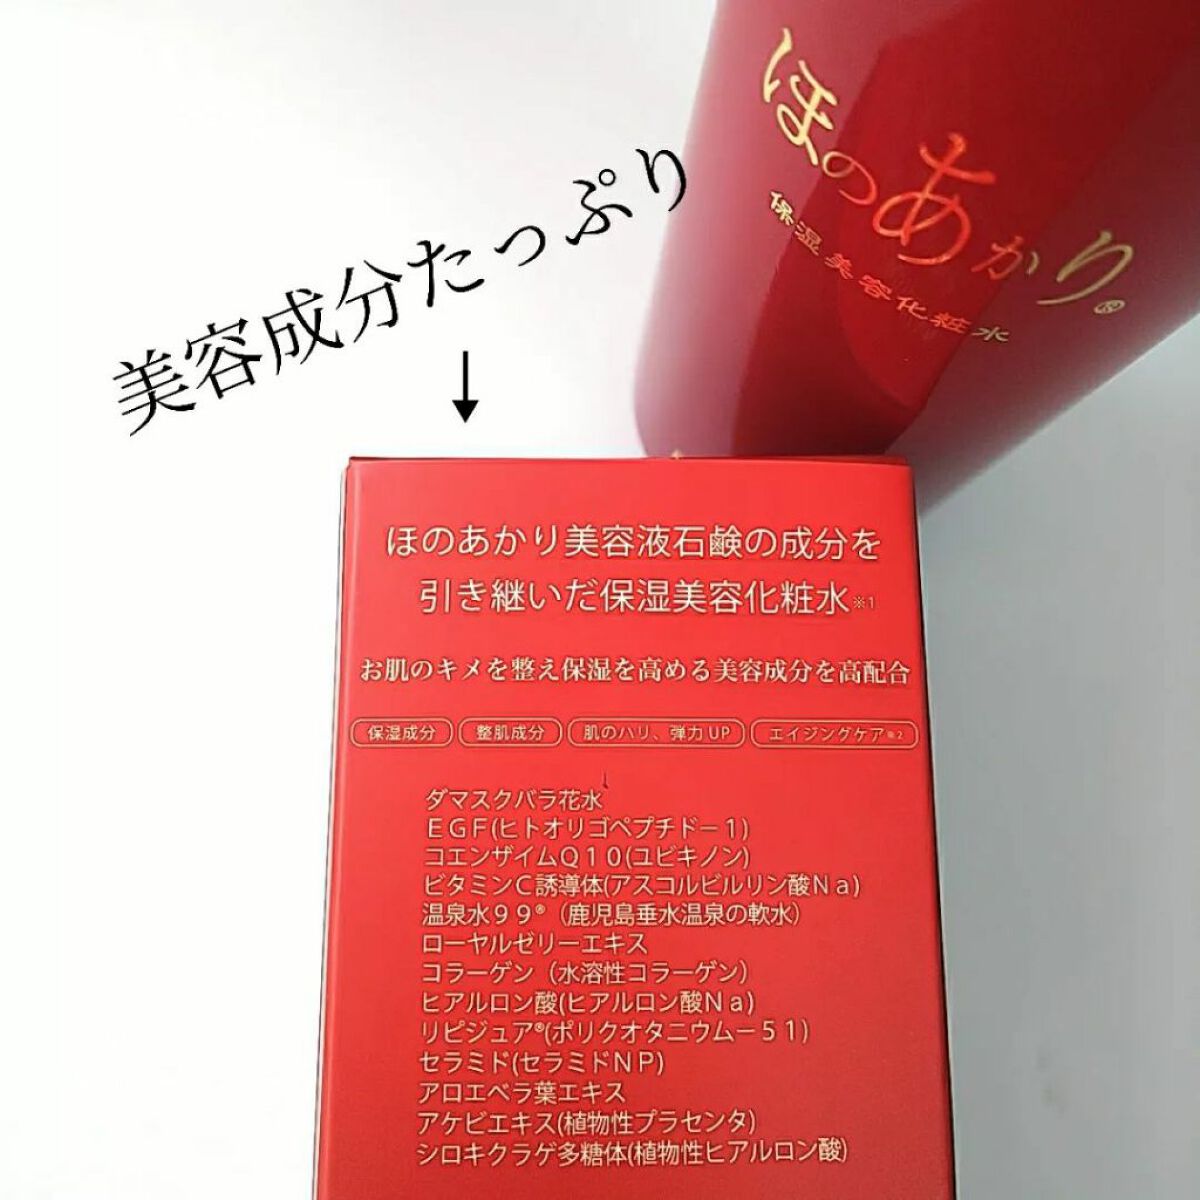 ほのあかり®
保湿美容化粧水
美容成分たっぷり
↓
ほのあかり美容液石鹸の成分を
引き継いだ保湿美容化粧水※1
お肌のキメを整え保湿を高める美容成分を高配合
保湿成分 整肌成分 肌のハリ、弾力UP エイジングケア※2
ダマスクバラ花水
EGF(ヒトオリゴペプチド－1)
コエンザイムQ10(ユビキノン)
ビタミンC誘導体(アスコルビルリン酸Na)
温泉水99®（鹿児島垂水温泉の軟水）
ローヤルゼリーエキス
コラーゲン（水溶性コラーゲン）
ヒアルロン酸(ヒアルロン酸Na)
リピジュア®(ポリクオタニウム－51)
セラミド(セラミドNP)
アロエベラ葉エキス
アケビエキス(植物性プラセンタ)
シロキクラゲ多糖体(植物性ヒアルロン酸)